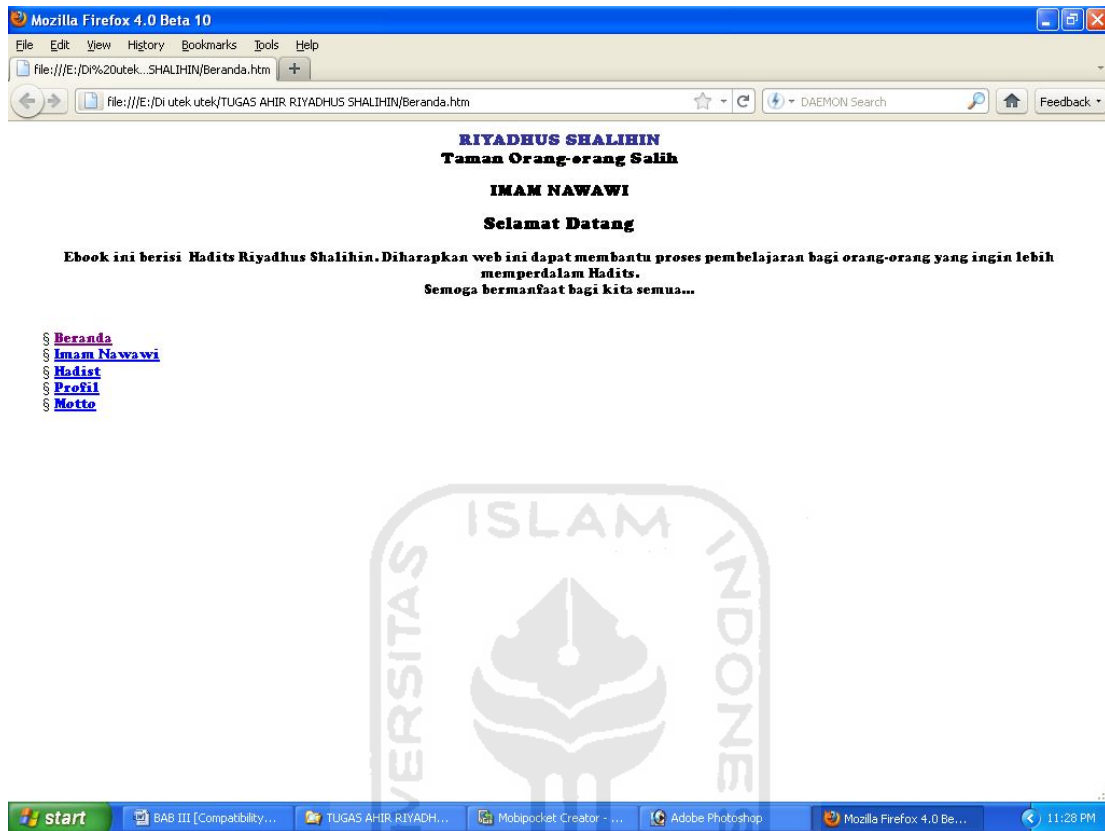 Mozilla Firefox 4.0 Beta 10
File Edit View History Bookmarks Tools Help
file:///E:/Di%20utek...SHALIHIN/Beranda.htm +
file:///E:/Di utek utek/TUGAS AHIR RIYADHUS SHALIHIN/Beranda.htm DAEMON Search Feedback
RIYADHUS SHALIHIN
Taman Orang-orang Salih
IMAM NAWAWI
Selamat Datang
Ebook ini berisi Hadits Riyadhus Shalihin. Diharapkan web ini dapat membantu proses pembelajaran bagi orang-orang yang ingin lebih
memperdalam Hadits.
Semoga bermanfaat bagi kita semua...
§ Beranda
§ Imam Nawawi
§ Hadist
§ Profil
§ Motto
ISLAM
start BAB III [Compatibility... TUGAS AHIR RIYADH... Mobipocket Creator - ... Adobe Photoshop Mozilla Firefox 4.0 Be... 11:28 PM